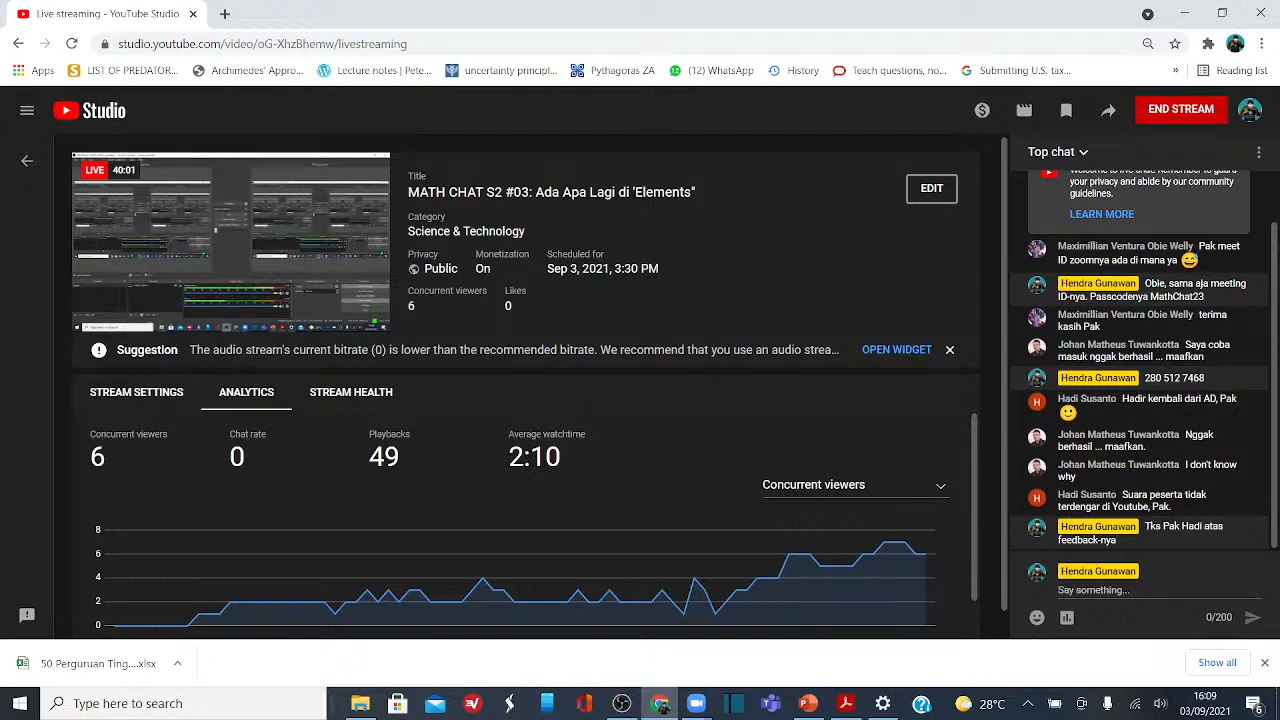 Live streaming - YouTube Studio
studio.youtube.com/video/oG-XhzBhemw/livestreaming
Apps LIST OF PREDATOR... Archimedes' Appro... Lecture notes | Pete... uncertainty principl... Pythagoras ZA (12) WhatsApp History Teach quantifiers, no... Submitting U.S. tax... » Reading list
Studio
END STREAM
LIVE 40:01
Title
MATH CHAT S2 #03: Ada Apa Lagi di 'Elements"
EDIT
Category
Science & Technology
Privacy Monetization Scheduled for
Public On Sep 3, 2021, 3:30 PM
Concurrent viewers Likes
6 0
Suggestion The audio stream's current bitrate (0) is lower than the recommended bitrate. We recommend that you use an audio strea... OPEN WIDGET
STREAM SETTINGS ANALYTICS STREAM HEALTH
Concurrent viewers Chat rate Playbacks Average watchtime
6 0 49 2:10
Concurrent viewers
8
6
4
2
0
Top chat
your privacy and abide by our community
guidelines.
LEARN MORE
Maximillian Ventura Obie Welly Pak meet
ID zoomnya ada di mana ya
Hendra Gunawan Obie, sama aja meeting
D-nya. Passcodenya MathChat23
Maximillian Ventura Obie Welly terima
kasih Pak
Johan Matheus Tuwankotta Saya coba
masuk nggak berhasil ... maafkan
Hendra Gunawan 280 512 7468
Hadi Susanto Hadir kembali dari AD, Pak
Johan Matheus Tuwankotta Nggak
berhasil ... maafkan.
Johan Matheus Tuwankotta I don't know
why
Hadi Susanto Suara peserta tidak
terdengar di Youtube, Pak.
Hendra Gunawan Tks Pak Hadi atas
feedback-nya
Hendra Gunawan
Say something...
0/200
50 Perguruan Ting....xlsx
Show all
Type here to search
28°C
16:09
03/09/2021